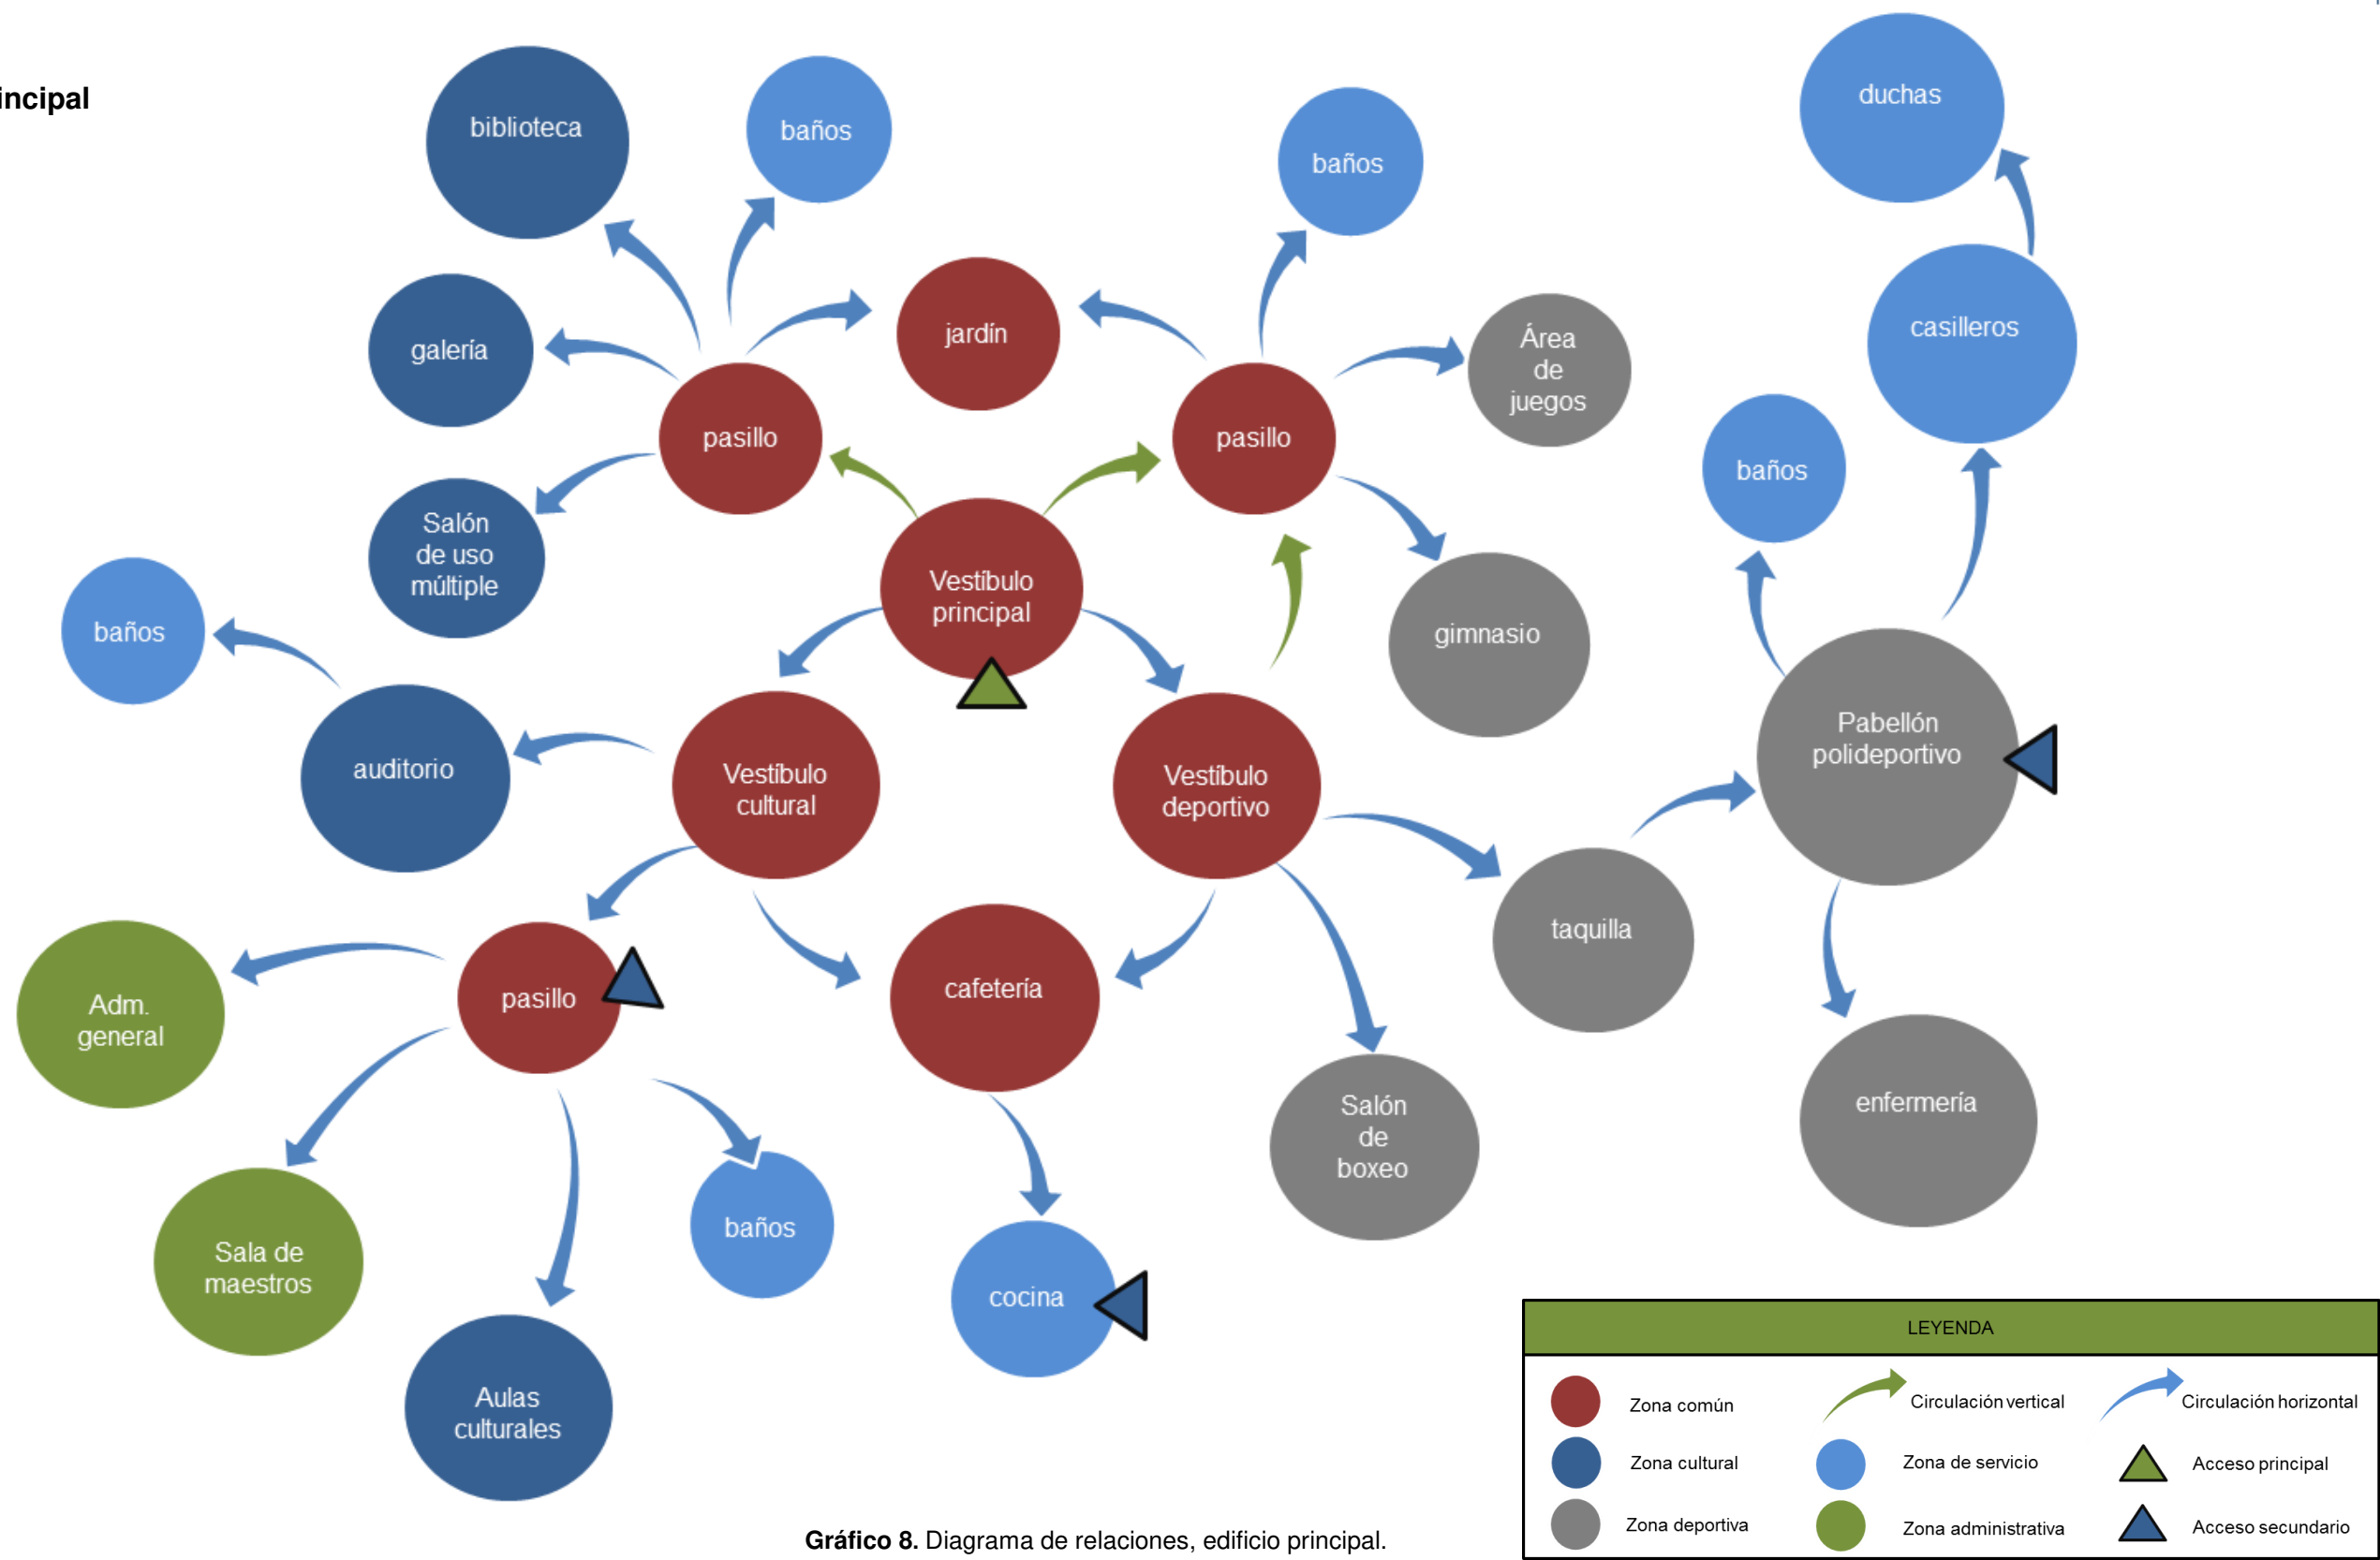 incipal
biblioteca
baños
baños
duchas
galería
jardín
Área
de
juegos
casilleros
pasillo
pasillo
baños
Salón
de uso
múltiple
Vestíbulo
principal
gimnasio
baños
auditorio
Vestíbulo
cultural
Vestíbulo
deportivo
Pabellón
polideportivo
taquilla
Adm.
general
pasillo
cafetería
Salón
de
boxeo
enfermería
Sala de
maestros
baños
cocina
Aulas
culturales
LEYENDA
Zona común
Circulación vertical
Circulación horizontal
Zona cultural
Zona de servicio
Acceso principal
Zona deportiva
Zona administrativa
Acceso secundario
Gráfico 8. Diagrama de relaciones, edificio principal.